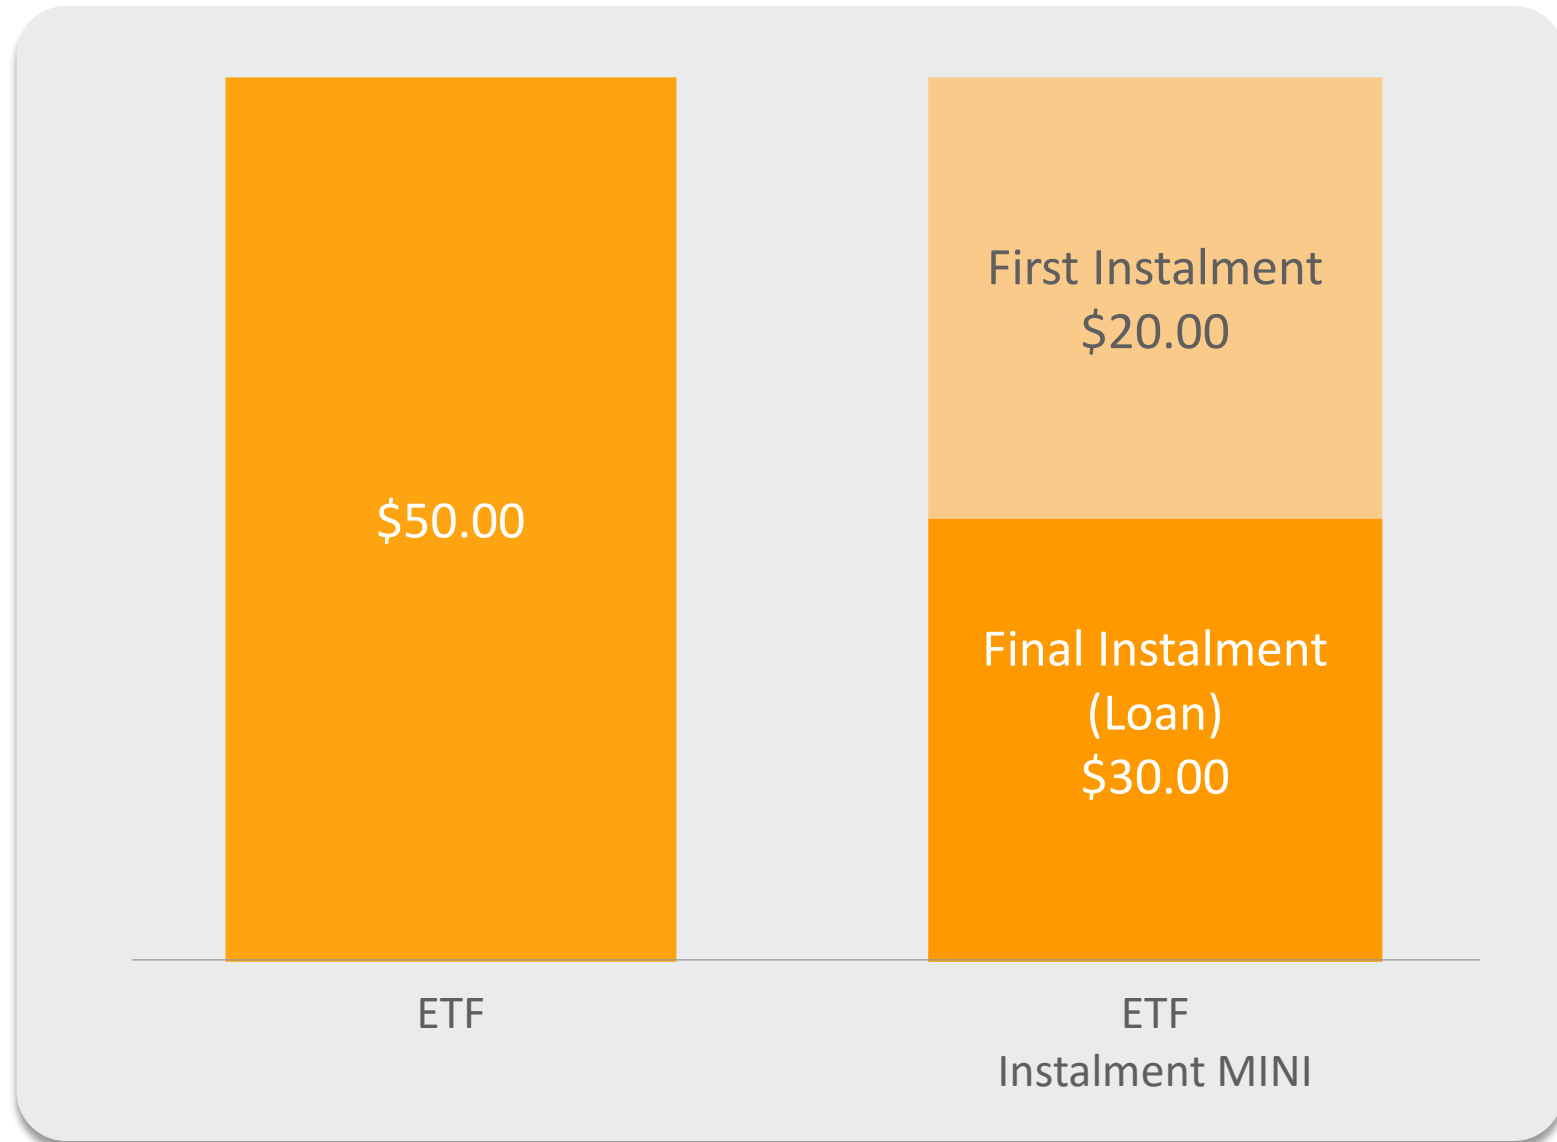 First Instalment
$20.00
$50.00
Final Instalment
(Loan)
$30.00
ETF
ETF
Instalment MINI